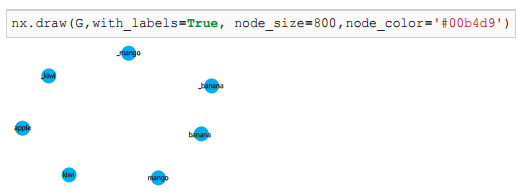 nx.draw(G,with_labels=True, node_size=800,node_color='#00b4d9')
_mango
_kiwi
_banana
apple
banana
kiwi
mango